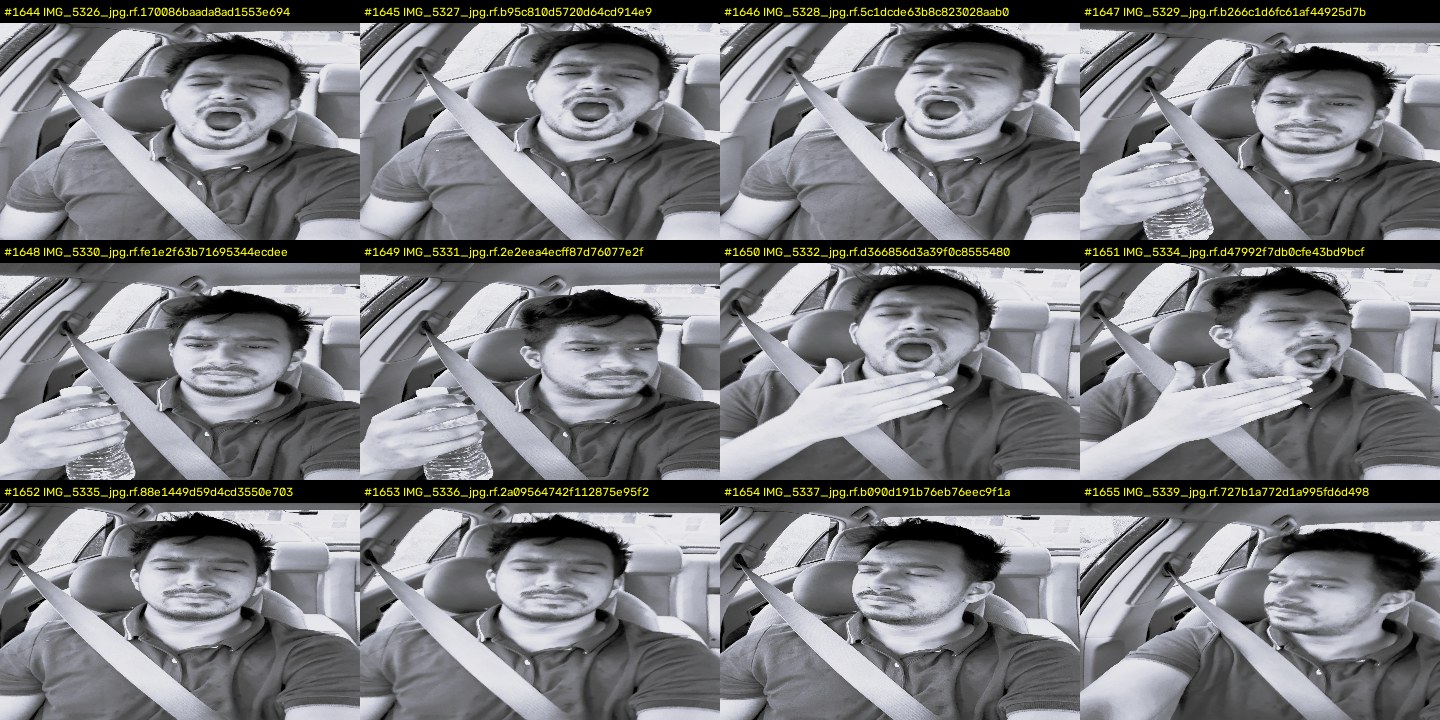 #1644 IMG_5326_jpg.rf.170086baada8ad1553e694
#1645 IMG_5327_jpg.rf.b95c810d5720d64cd914e9
#1646 IMG_5328_jpg.rf.5c1dcde63b8c823028aab0
#1647 IMG_5329_jpg.rf.b266c1d6fc61af44925d7b
#1648 IMG_5330_jpg.rf.fe1e2f63b71695344ecdee
#1649 IMG_5331_jpg.rf.2e2eea4ecff87d76077e2f
#1650 IMG_5332_jpg.rf.d366856d3a39f0c8555480
#1651 IMG_5334_jpg.rf.d47992f7db0cfe43bd9bcf
#1652 IMG_5335_jpg.rf.88e1449d59d4cd3550e703
#1653 IMG_5336_jpg.rf.2a09564742f112875e95f2
#1654 IMG_5337_jpg.rf.b090d191b76eb76eec9f1a
#1655 IMG_5339_jpg.rf.727b1a772d1a995fd6d498